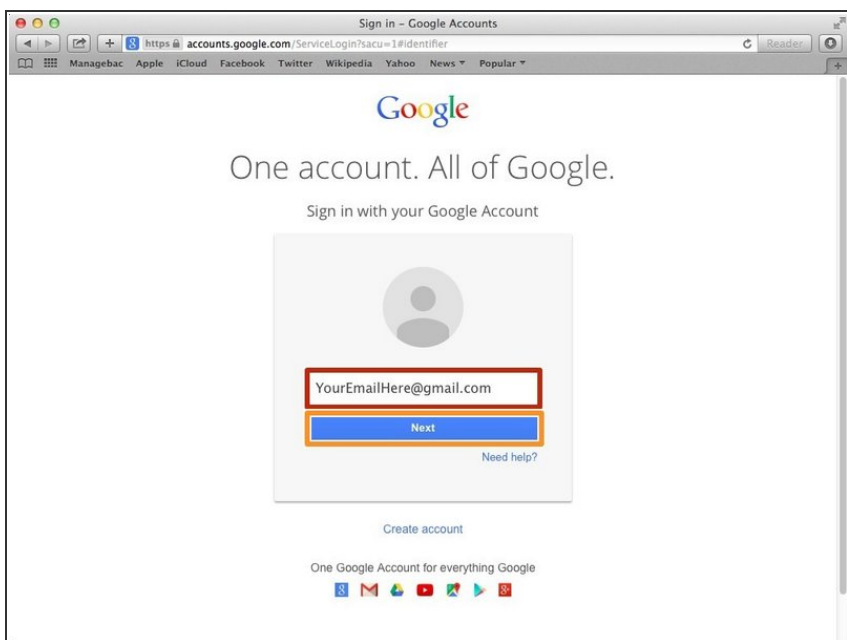 Sign in – Google Accounts
https accounts.google.com/ServiceLogin?sacu=1#identifier Reader
Managebac Apple iCloud Facebook Twitter Wikipedia Yahoo News Popular
Google
One account. All of Google.
Sign in with your Google Account
YourEmailHere@gmail.com
Next
Need help?
Create account
One Google Account for everything Google